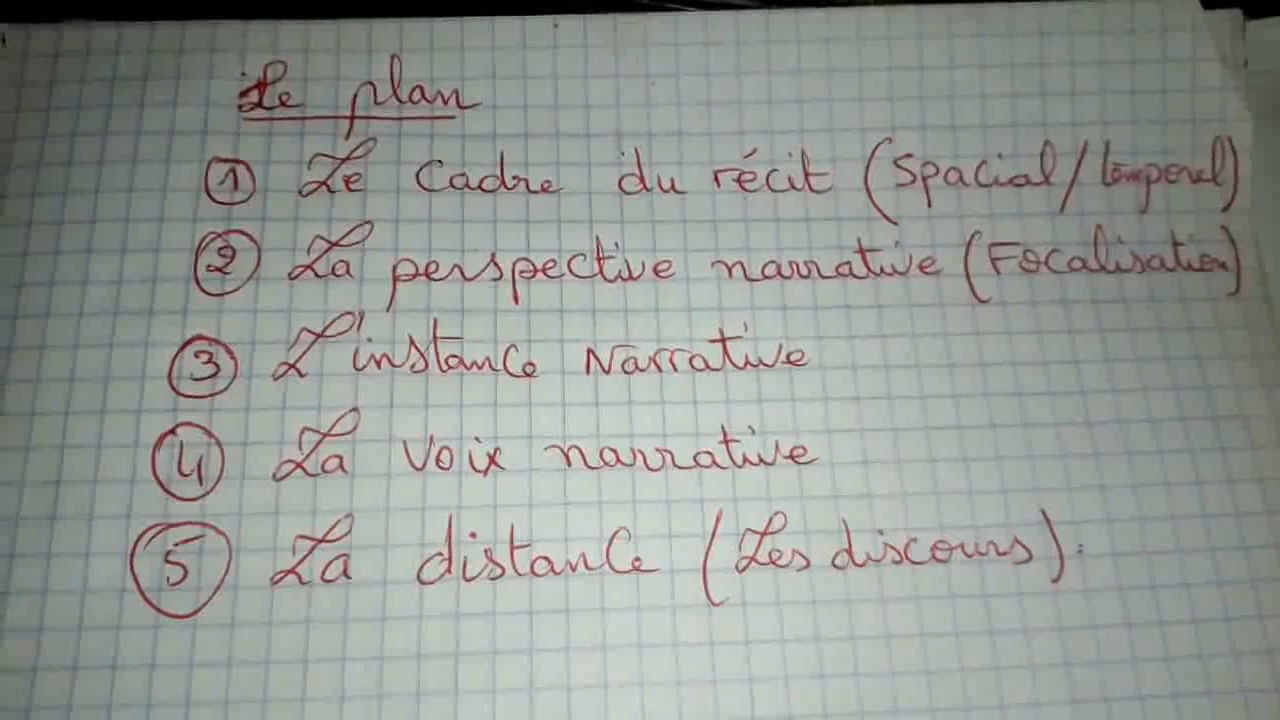 Le plan
① Le Cadre du récit (Spacial/temporel)
② La perspective narrative (Focalisation)
③ L'instance Narrative
④ La voix narrative
⑤ La distance (Les discours).